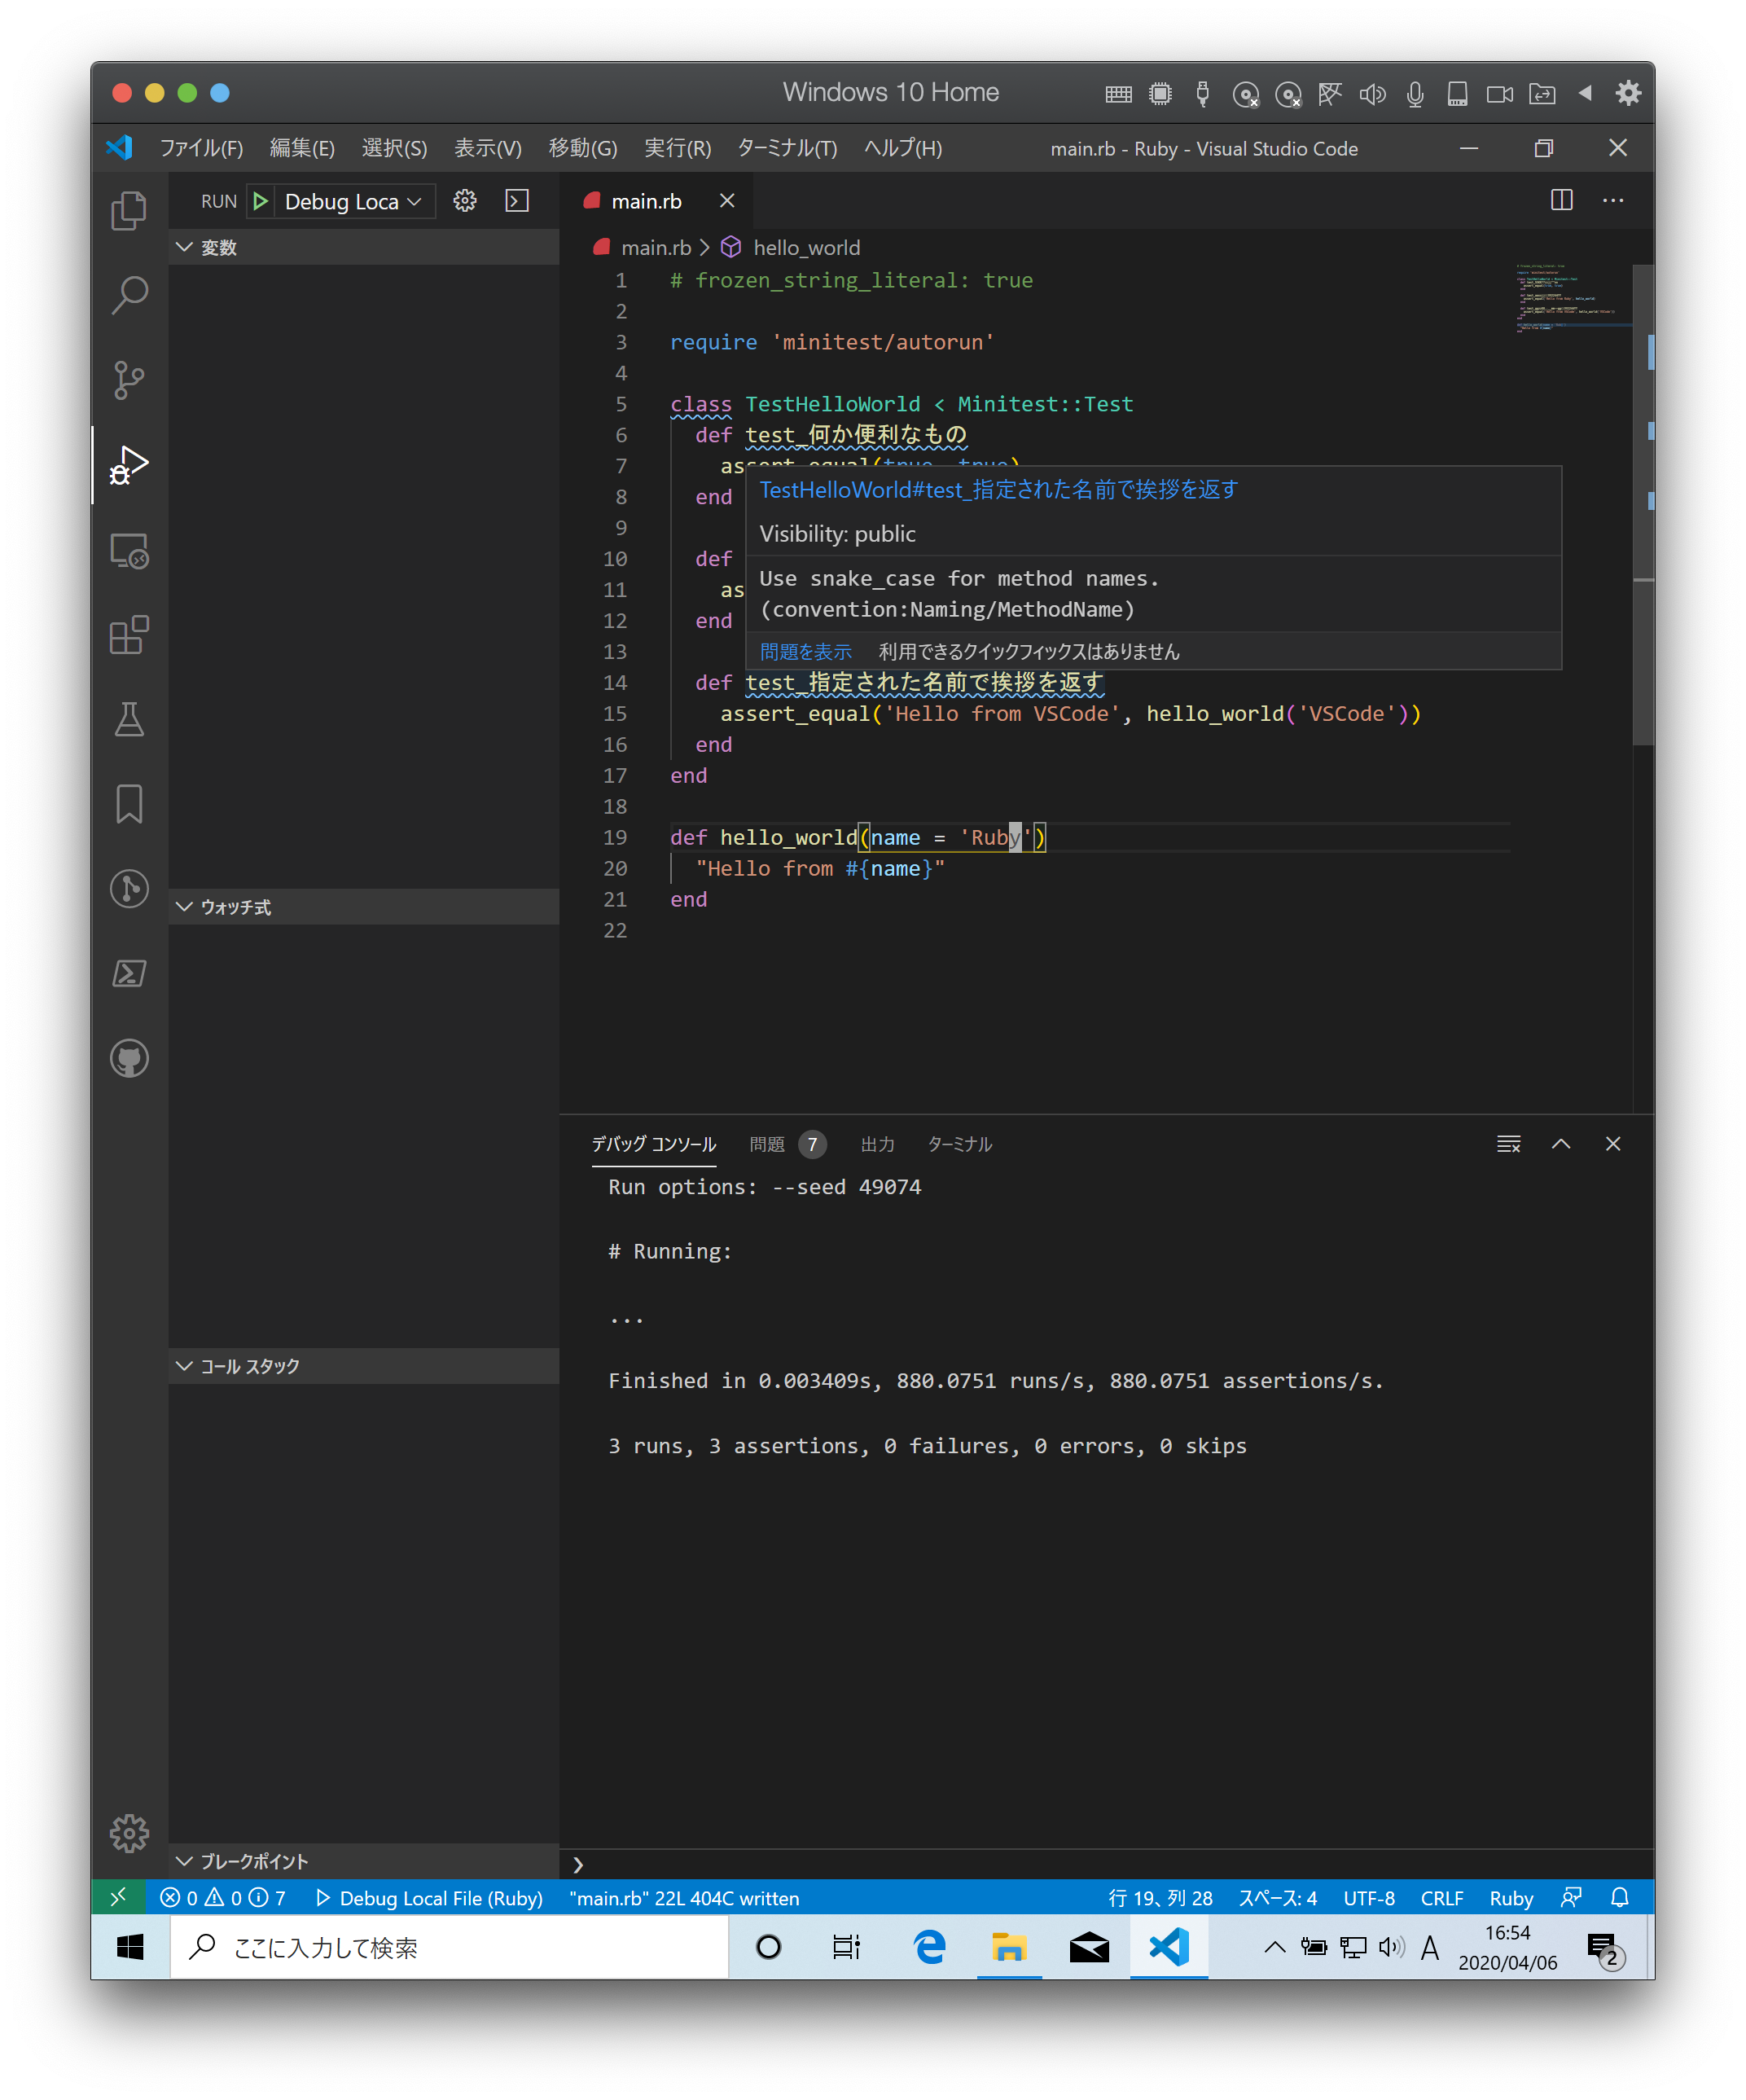 Windows 10 Home
ファイル(F) 編集(E) 選択(S) 表示(V) 移動(G) 実行(R) ターミナル(T) ヘルプ(H) main.rb - Ruby - Visual Studio Code
RUN Debug Loca
main.rb
変数
main.rb > hello_world
1 # frozen_string_literal: true
2
3 require 'minitest/autorun'
4
5 class TestHelloWorld < Minitest::Test
6 def test_何か便利なもの
7 assert_equal(true, true)
8 end
9
10 def
11 as
12 end
13
TestHelloWorld#test_指定された名前で挨拶を返す
Visibility: public
Use snake_case for method names.
(convention:Naming/MethodName)
問題を表示 利用できるクイックフィックスはありません
14 def test_指定された名前で挨拶を返す
15 assert_equal('Hello from VSCode', hello_world('VSCode'))
16 end
17 end
18
19 def hello_world(name = 'Ruby')
20 "Hello from #{name}"
21 end
22
ウォッチ式
コール スタック
ブレークポイント
デバッグ コンソール 問題 7 出力 ターミナル
Run options: --seed 49074
# Running:
...
Finished in 0.003409s, 880.0751 runs/s, 880.0751 assertions/s.
3 runs, 3 assertions, 0 failures, 0 errors, 0 skips
0 0 7 Debug Local File (Ruby) "main.rb" 22L 404C written 行 19、列 28 スペース: 4 UTF-8 CRLF Ruby
ここに入力して検索
A
16:54
2020/04/06
2